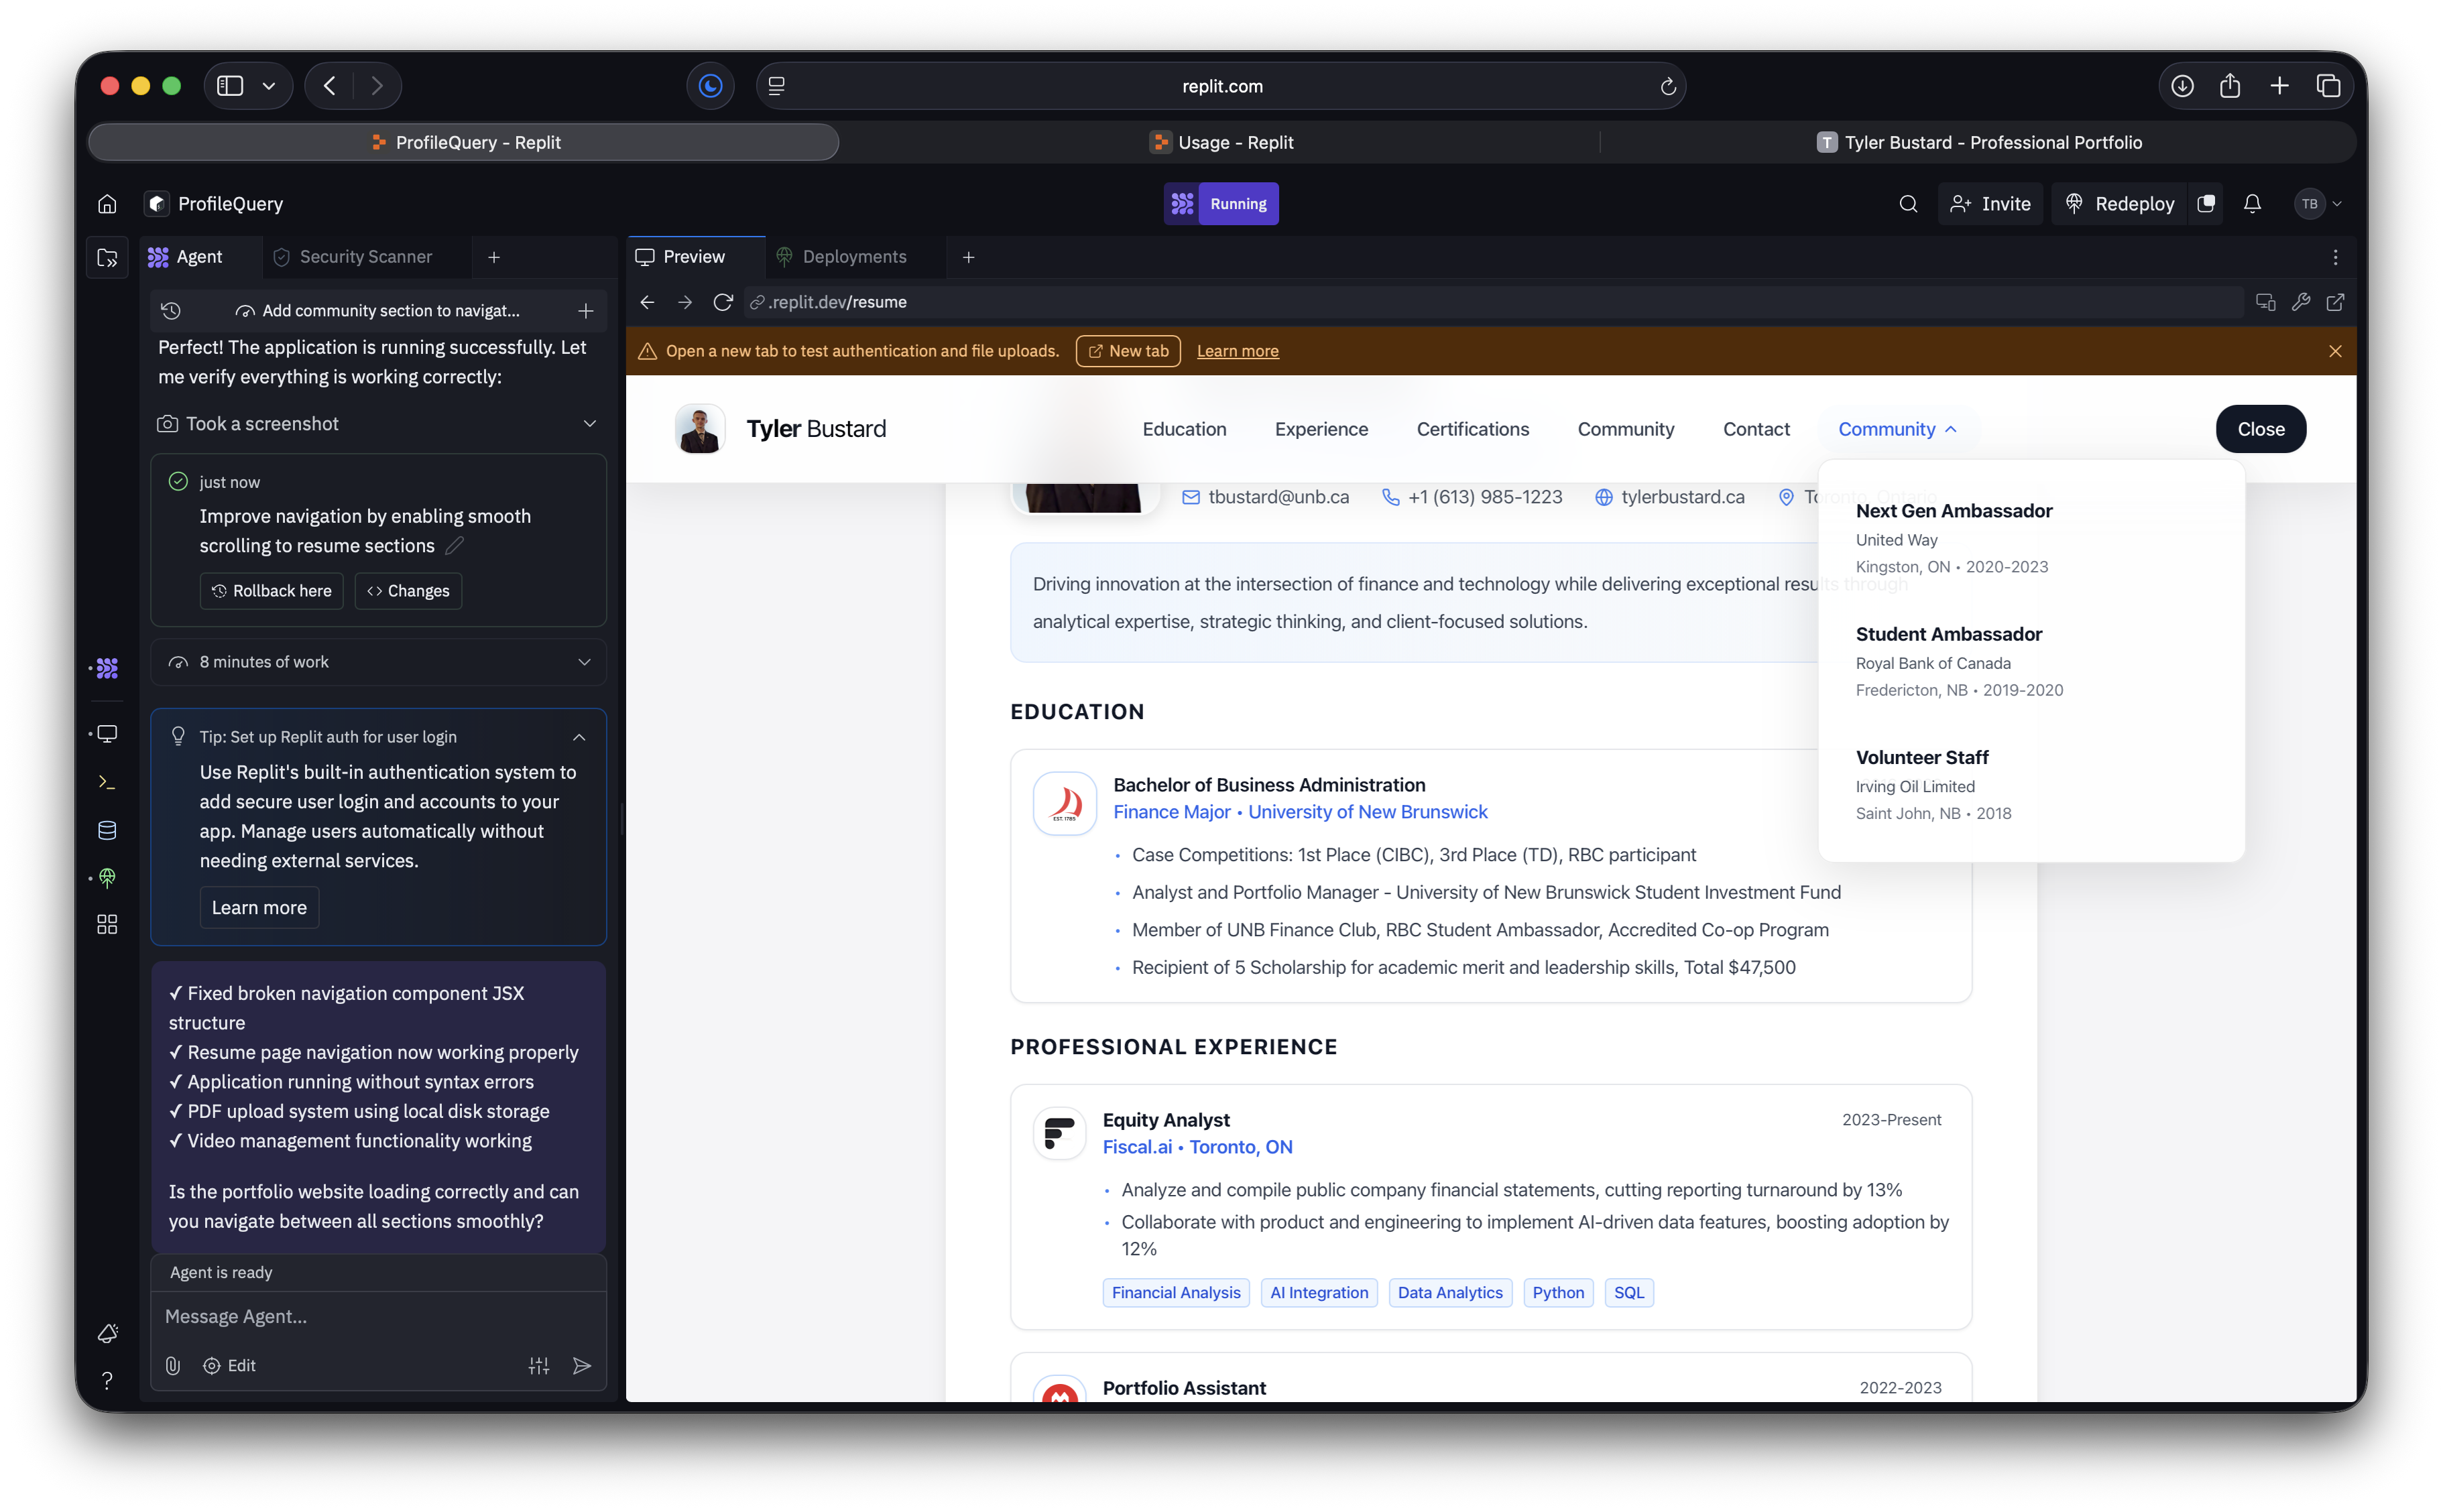 replit.com
ProfileQuery - Replit
Usage - Replit
T Tyler Bustard - Professional Portfolio
ProfileQuery
Running
Invite
Redeploy
TB
Agent
Security Scanner
Preview
Deployments
Add community section to navigat...
Perfect! The application is running successfully. Let
me verify everything is working correctly:
Took a screenshot
just now
Improve navigation by enabling smooth
scrolling to resume sections
Rollback here
Changes
8 minutes of work
Tip: Set up Replit auth for user login
Use Replit's built-in authentication system to
add secure user login and accounts to your
app. Manage users automatically without
needing external services.
Learn more
✓ Fixed broken navigation component JSX
structure
✓ Resume page navigation now working properly
✓ Application running without syntax errors
✓ PDF upload system using local disk storage
✓ Video management functionality working
Is the portfolio website loading correctly and can
you navigate between all sections smoothly?
Agent is ready
Message Agent...
Edit
.replit.dev/resume
Open a new tab to test authentication and file uploads.
New tab
Learn more
Tyler Bustard
Education
Experience
Certifications
Community
Contact
Community
Close
tbustard@unb.ca
+1 (613) 985-1223
tylerbustard.ca
Toronto, Ontario
Next Gen Ambassador
United Way
Kingston, ON • 2020-2023
Student Ambassador
Royal Bank of Canada
Fredericton, NB • 2019-2020
Volunteer Staff
Irving Oil Limited
Saint John, NB • 2018
Driving innovation at the intersection of finance and technology while delivering exceptional results through
analytical expertise, strategic thinking, and client-focused solutions.
EDUCATION
EST. 1785
Bachelor of Business Administration
Finance Major • University of New Brunswick
• Case Competitions: 1st Place (CIBC), 3rd Place (TD), RBC participant
• Analyst and Portfolio Manager - University of New Brunswick Student Investment Fund
• Member of UNB Finance Club, RBC Student Ambassador, Accredited Co-op Program
• Recipient of 5 Scholarship for academic merit and leadership skills, Total $47,500
PROFESSIONAL EXPERIENCE
Equity Analyst
2023-Present
Fiscal.ai • Toronto, ON
• Analyze and compile public company financial statements, cutting reporting turnaround by 13%
• Collaborate with product and engineering to implement AI-driven data features, boosting adoption by
12%
Financial Analysis
AI Integration
Data Analytics
Python
SQL
Portfolio Assistant
2022-2023